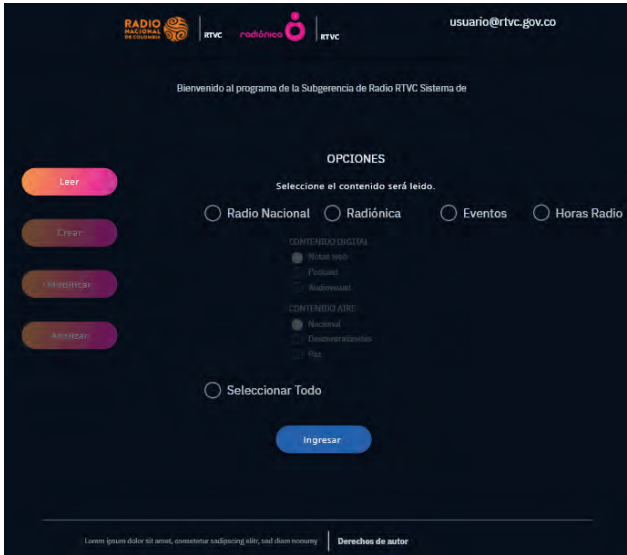 RADIO NACIONAL DE COLOMBIA RTVC radiónica RTVC usuario@rtvc.gov.co
Bienvenido al programa de la Subgerencia de Radio RTVC Sistema de
OPCIONES
Leer
Seleccione el contenido será leido.
Radio Nacional Radiónica Eventos Horas Radio
Crear
CONTENIDO DIGITAL
Notas web
Podcast
Audiovisual
Modificar
CONTENIDO AIRE
Nacional
Descentralizadas
Paz
Analizar
Seleccionar Todo
Ingresar
Lorem ipsum dolor sit amet, consetetur sadipscing elitr, sed diam nonumy Derechos de autor